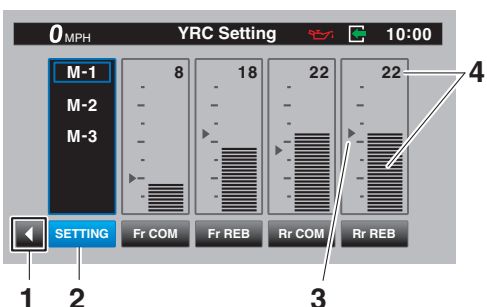 0 MPH YRC Setting 10:00
M-1 8 18 22 22 4
M-2
M-3
3
SETTING Fr COM Fr REB Rr COM Rr REB
1 2